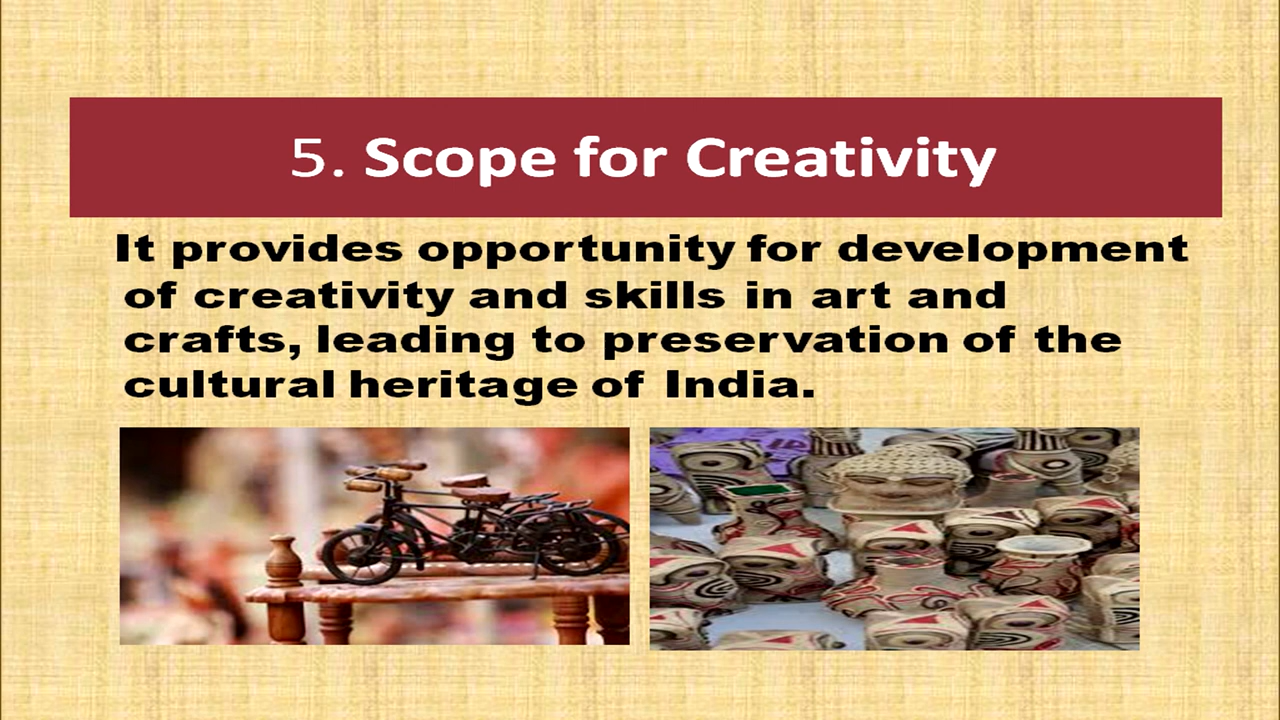 5. Scope for Creativity
It provides opportunity for development
of creativity and skills in art and
crafts, leading to preservation of the
cultural heritage of India.